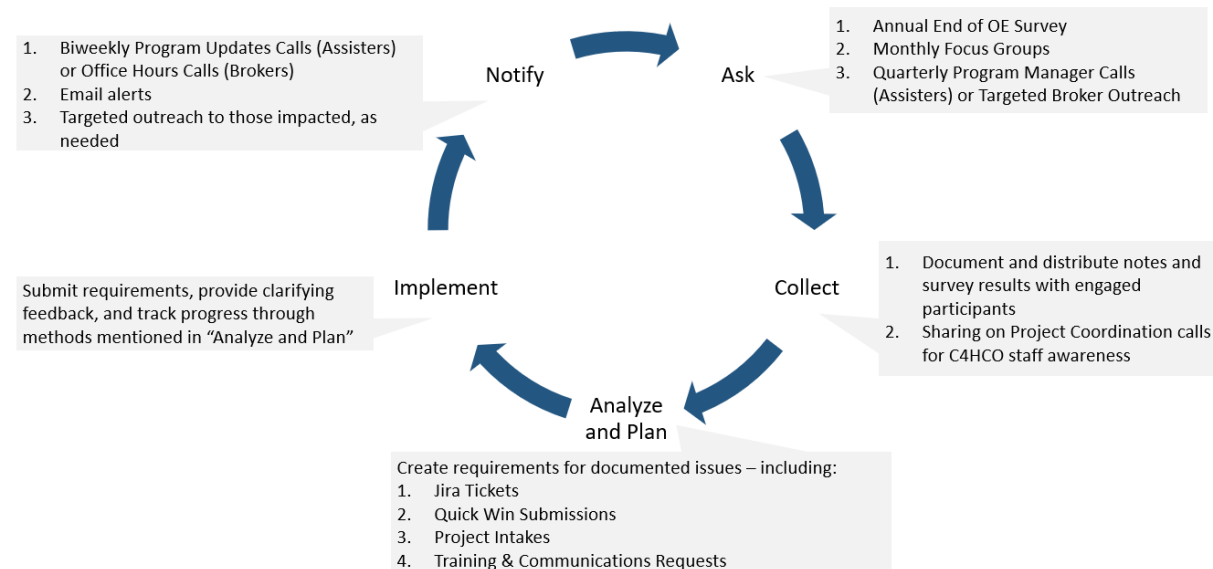 Notify
1. Biweekly Program Updates Calls (Assisters)
or Office Hours Calls (Brokers)
2. Email alerts
3. Targeted outreach to those impacted, as
needed
Ask
1. Annual End of OE Survey
2. Monthly Focus Groups
3. Quarterly Program Manager Calls
(Assisters) or Targeted Broker Outreach
Collect
1. Document and distribute notes and
survey results with engaged
participants
2. Sharing on Project Coordination calls
for C4HCO staff awareness
Analyze
and Plan
Create requirements for documented issues – including:
1. Jira Tickets
2. Quick Win Submissions
3. Project Intakes
4. Training & Communications Requests
Implement
Submit requirements, provide clarifying
feedback, and track progress through
methods mentioned in “Analyze and Plan”